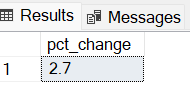 Results Messages
pct_change
1 2.7